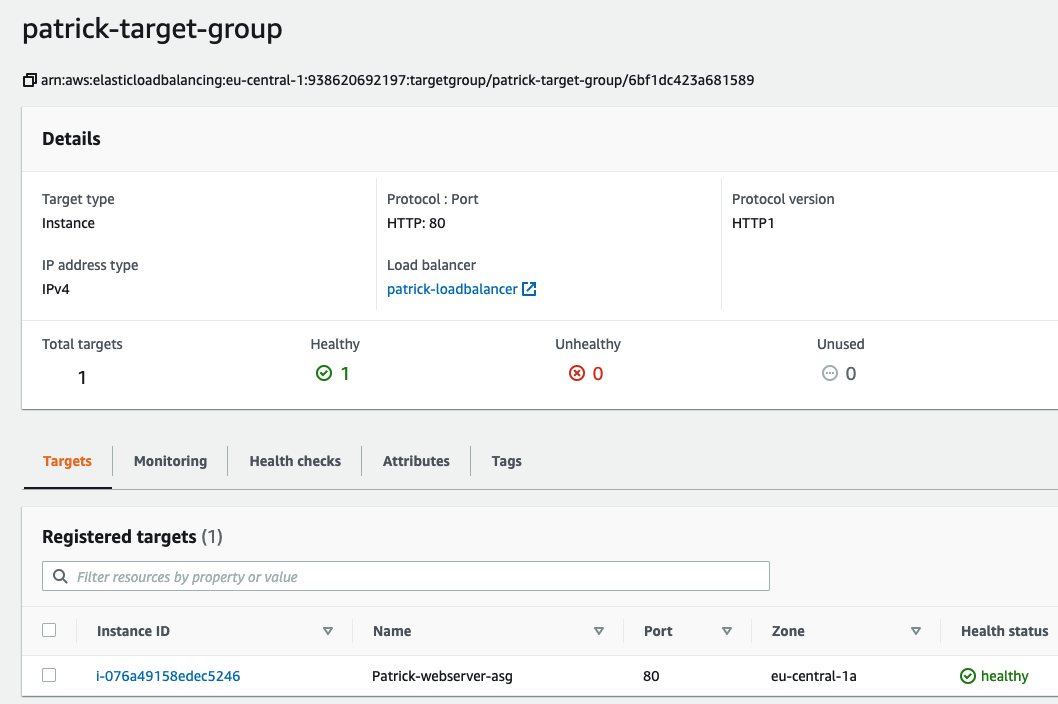 patrick-target-group
arn:aws:elasticloadbalancing:eu-central-1:938620692197:targetgroup/patrick-target-group/6bf1dc423a681589
Details
Target type
Instance
Protocol : Port
HTTP: 80
Protocol version
HTTP1
IP address type
IPv4
Load balancer
patrick-loadbalancer
Total targets
1
Healthy
1
Unhealthy
0
Unused
0
Targets Monitoring Health checks Attributes Tags
Registered targets (1)
Filter resources by property or value
Instance ID Name Port Zone Health status
i-076a49158edec5246 Patrick-webserver-asg 80 eu-central-1a healthy